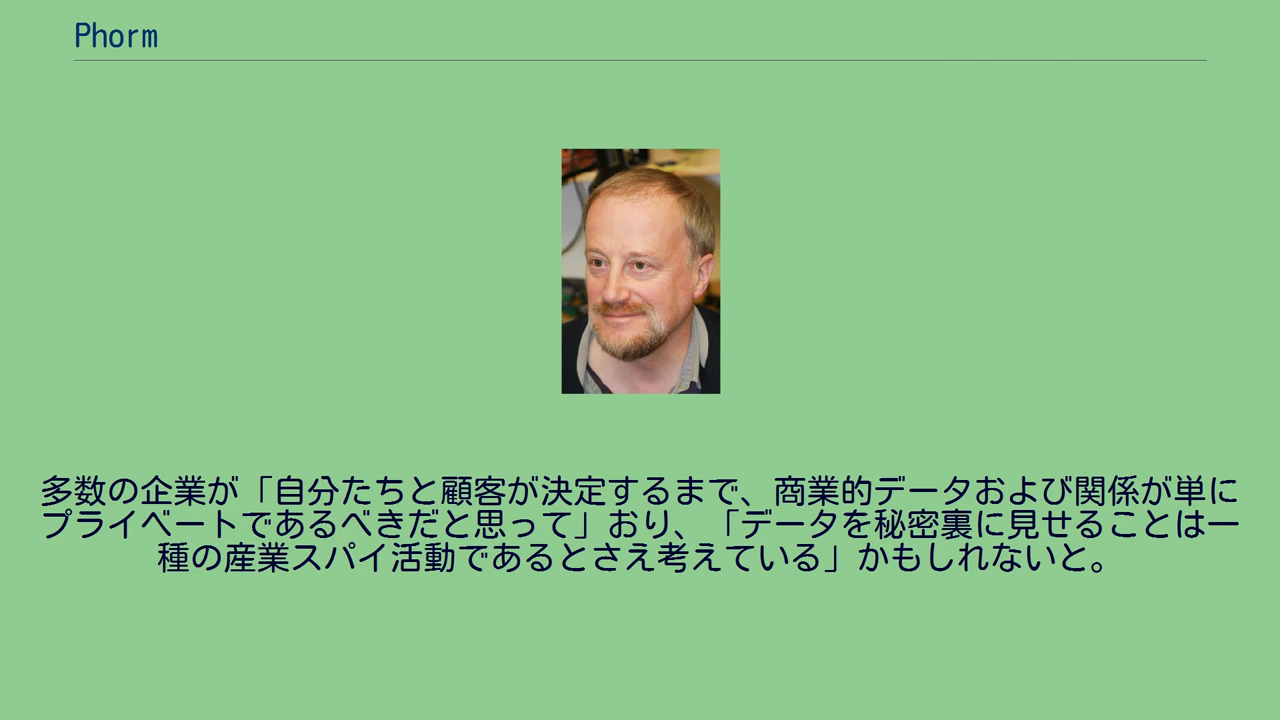 Phorm
多数の企業が「自分たちと顧客が決定するまで、商業的データおよび関係が単に
プライベートであるべきだと思って」おり、「データを秘密裏に見せることは一
種の産業スパイ活動であるとさえ考えている」かもしれないと。